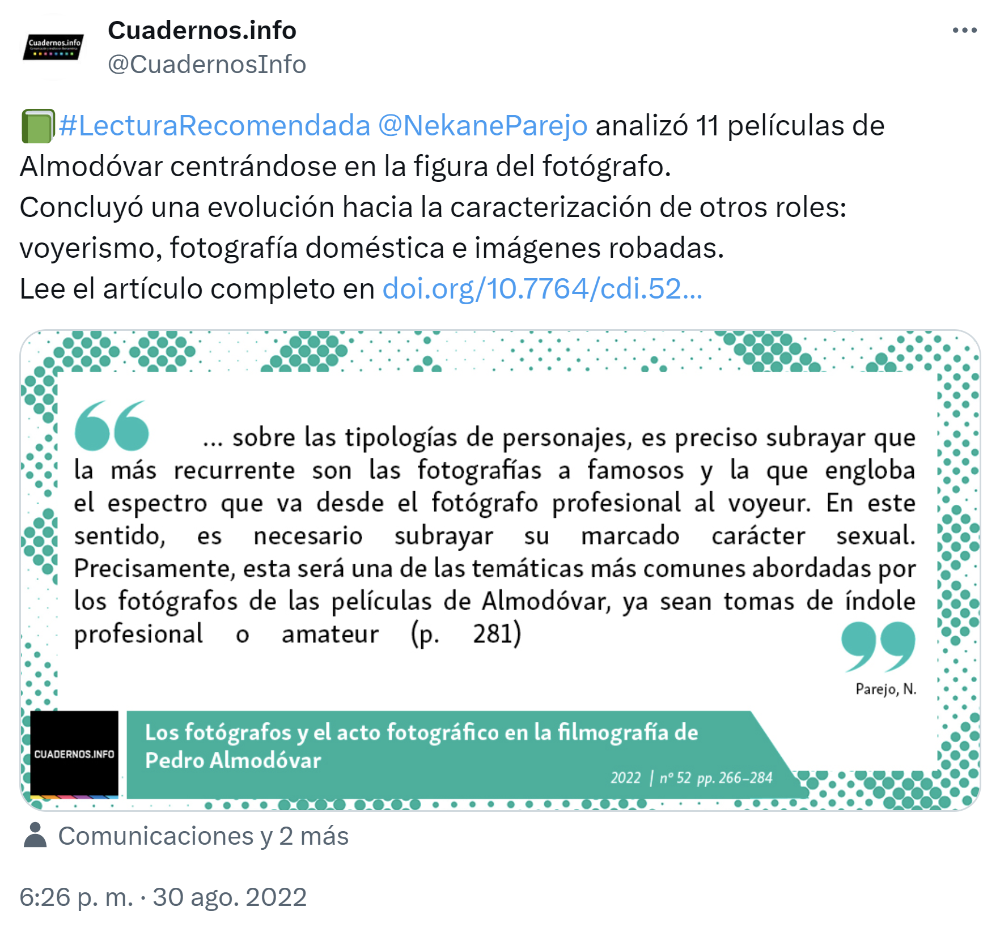 Cuadernos.info
Cuadernos.info
@CuadernosInfo
#LecturaRecomendada @NekaneParejo analizó 11 películas de
Almodóvar centrándose en la figura del fotógrafo.
Concluyó una evolución hacia la caracterización de otros roles:
voyerismo, fotografía doméstica e imágenes robadas.
Lee el artículo completo en doi.org/10.7764/cdi.52…
“ ... sobre las tipologías de personajes, es preciso subrayar que
la más recurrente son las fotografías a famosos y la que engloba
el espectro que va desde el fotógrafo profesional al voyeur. En este
sentido, es necesario subrayar su marcado carácter sexual.
Precisamente, esta será una de las temáticas más comunes abordadas por
los fotógrafos de las películas de Almodóvar, ya sean tomas de índole
profesional o amateur (p. 281) ”
Parejo, N.
CUADERNOS.INFO
Los fotógrafos y el acto fotográfico en la filmografía de
Pedro Almodóvar
2022 | nº 52 pp. 266–284
Comunicaciones y 2 más
6:26 p. m. · 30 ago. 2022